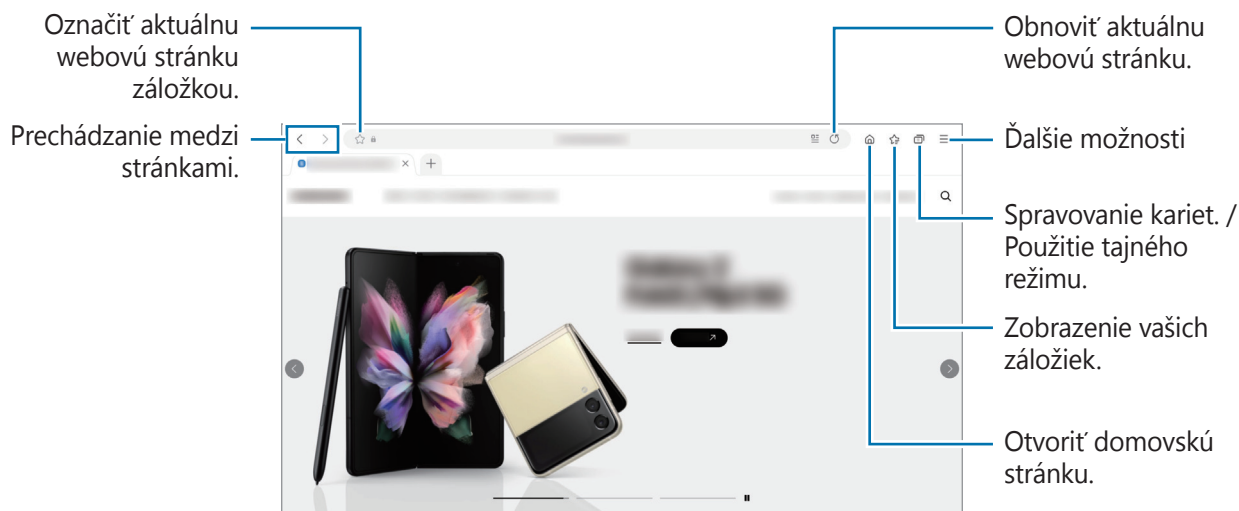 Označiť aktuálnu
webovú stránku
záložkou.
Prechádzanie medzi
stránkami.
Obnoviť aktuálnu
webovú stránku.
Ďalšie možnosti
Spravovanie kariet. /
Použitie tajného
režimu.
Zobrazenie vašich
záložiek.
Otvoriť domovskú
stránku.